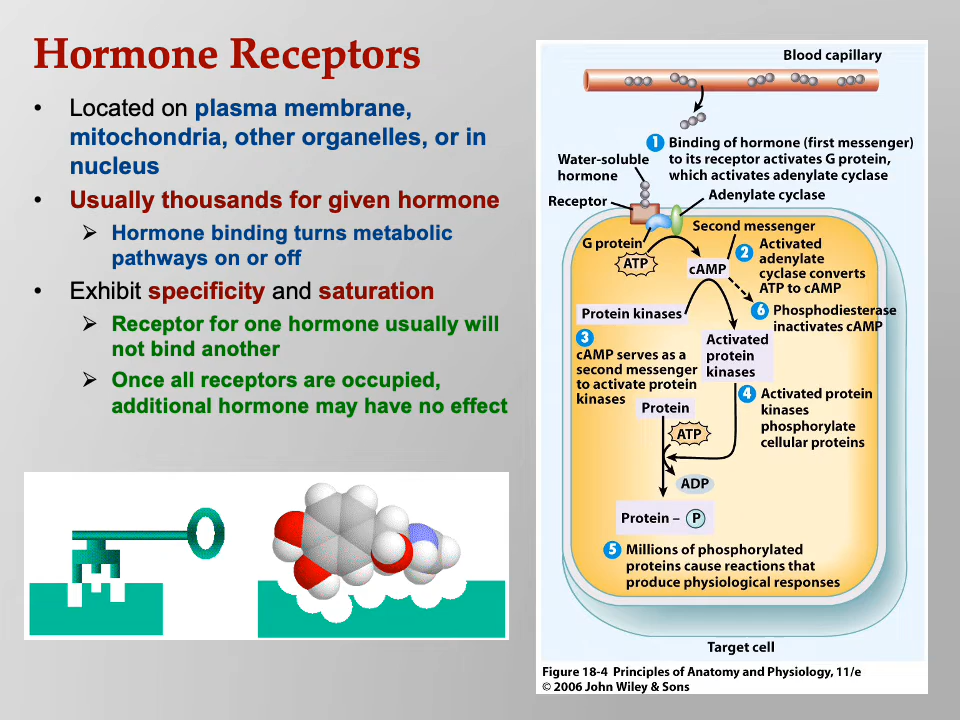 Hormone Receptors
• Located on plasma membrane,
mitochondria, other organelles, or in
nucleus
• Usually thousands for given hormone
➢ Hormone binding turns metabolic
pathways on or off
• Exhibit specificity and saturation
➢ Receptor for one hormone usually will
not bind another
➢ Once all receptors are occupied,
additional hormone may have no effect
Blood capillary
1 Binding of hormone (first messenger)
to its receptor activates G protein,
which activates adenylate cyclase
Water-soluble
hormone
Receptor
Adenylate cyclase
G protein
Second messenger
ATP
cAMP
2 Activated
adenylate
cyclase converts
ATP to cAMP
6 Phosphodiesterase
inactivates cAMP
Protein kinases
3
cAMP serves as a
second messenger
to activate protein
kinases
Activated
protein
kinases
4 Activated protein
kinases
phosphorylate
cellular proteins
Protein
ATP
ADP
Protein – P
5 Millions of phosphorylated
proteins cause reactions that
produce physiological responses
Target cell
Figure 18-4 Principles of Anatomy and Physiology, 11/e
© 2006 John Wiley & Sons